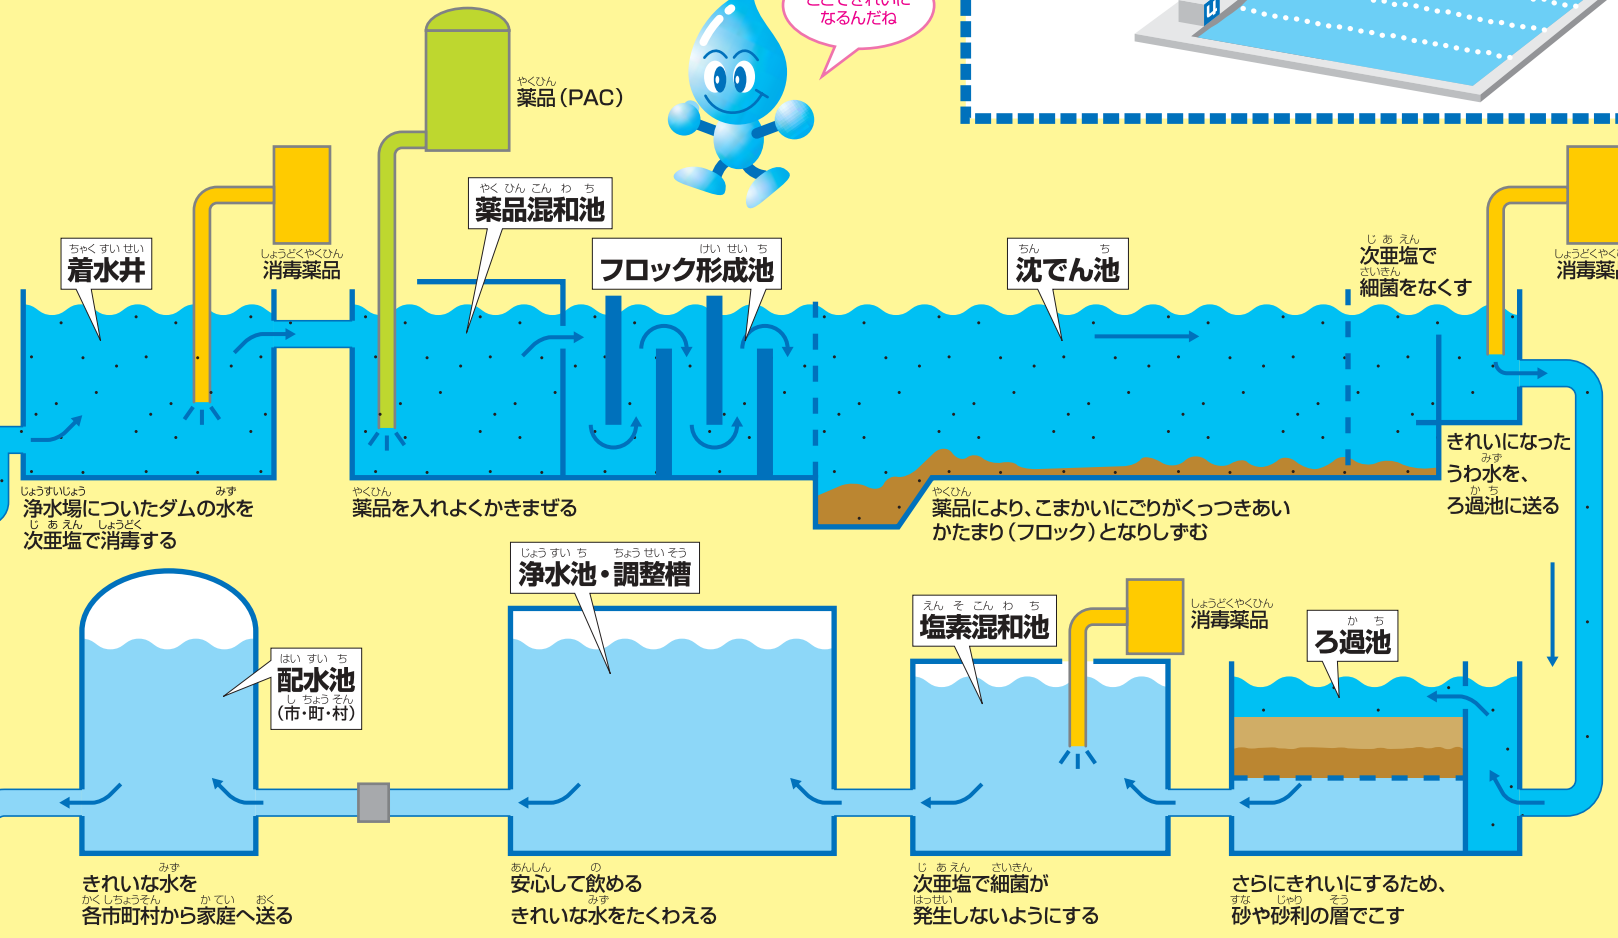 なるんだね
やくひん
薬品(PAC)
しょうどくやくひん
消毒薬品
ちゃく すい せい
着水井
やく ひん こん わ ち
薬品混和池
けい せい ち
フロック形成池
ちん ち
沈でん池
じ あ えん
次亜塩で
さいきん
細菌をなくす
消毒薬
じょうすいじょう みず
浄水場についたダムの水を
じ あ えん しょうどく
次亜塩で消毒する
やくひん
薬品を入れよくかきまぜる
やくひん
薬品により、こまかいにごりがくっつきあい
かたまり(フロック)となりしずむ
きれいになった
みず
うわ水を、
か ち
ろ過池に送る
はい すい ち
配水池
し ちょう そん
(市・町・村)
じょう すい ち ちょう せい そう
浄水池・調整槽
えん そ こん わ ち
塩素混和池
しょうどくやくひん
消毒薬品
か ち
ろ過池
みず
きれいな水を
かく しちょうそん か てい おく
各市町村から家庭へ送る
あんしん の
安心して飲める
みず
きれいな水をたくわえる
じ あ えん さいきん
次亜塩で細菌が
はっせい
発生しないようにする
さらにきれいにするため、
すな じゃり そう
砂や砂利の層でこす